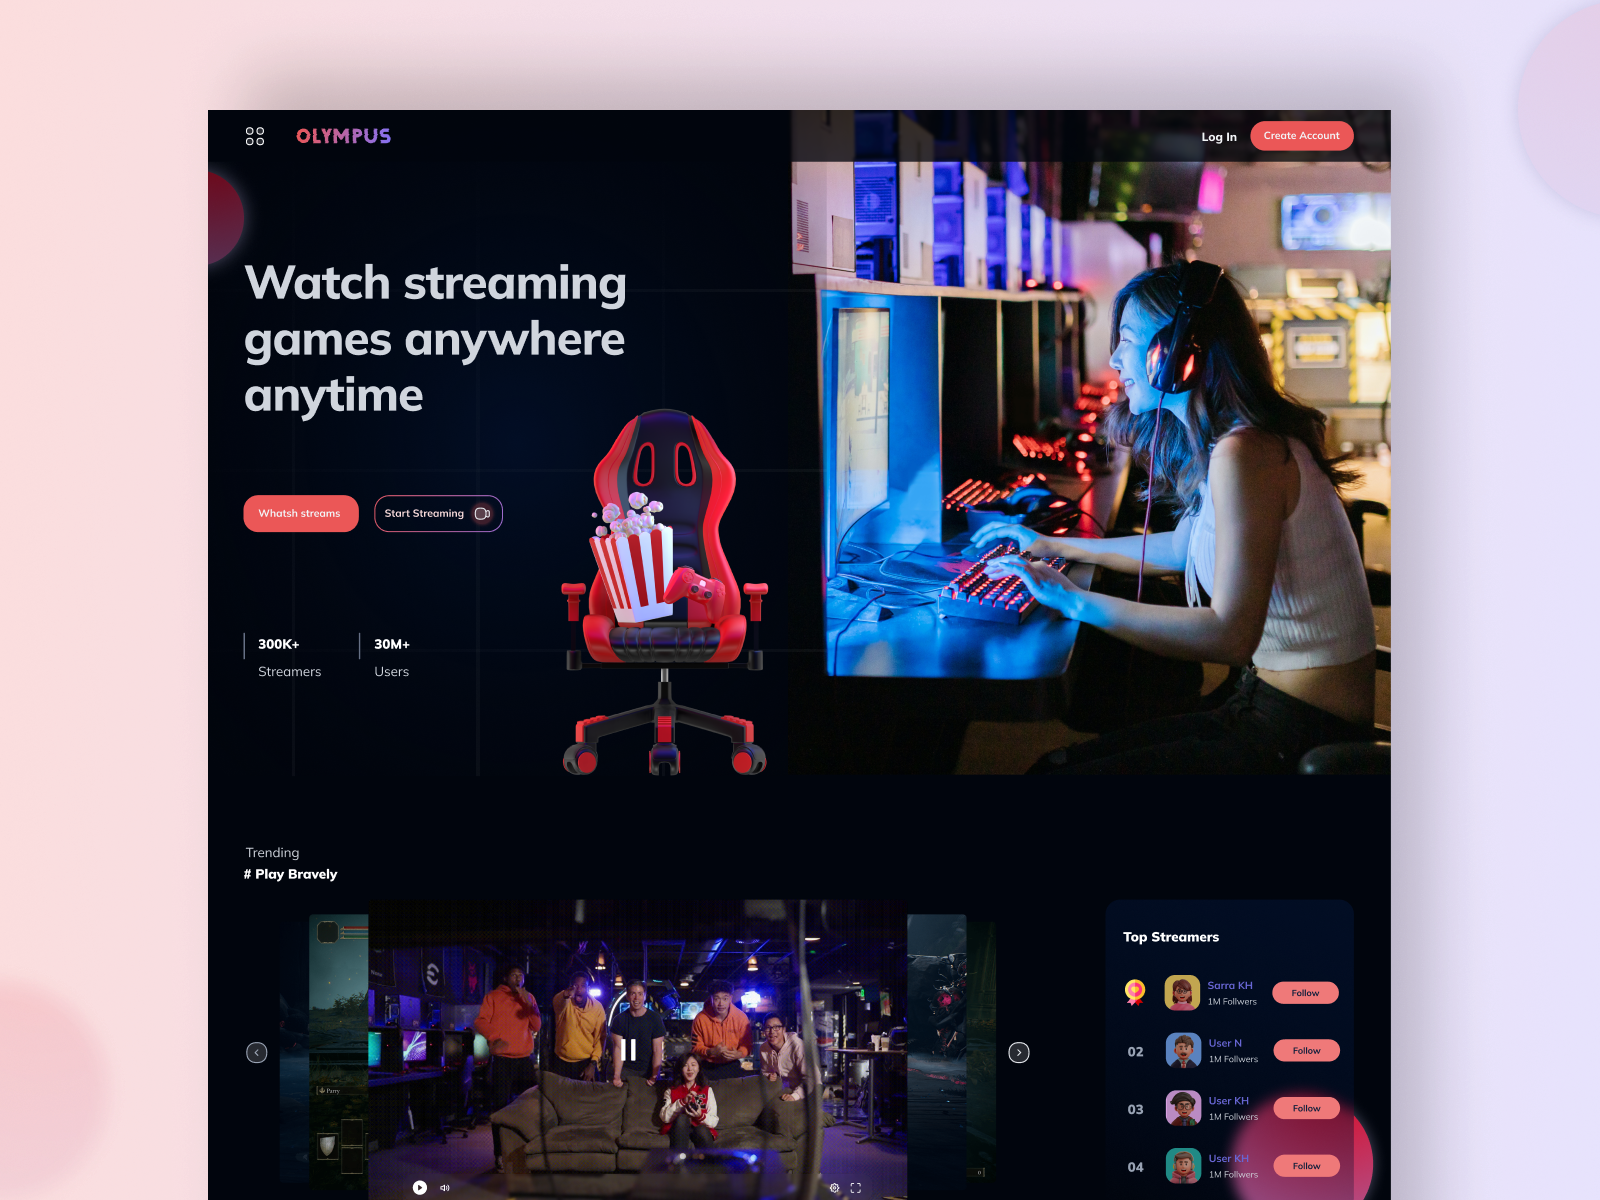 OLYMPUS
Log In
Create Account
Watch streaming
games anywhere
anytime
Whatsh streams
Start Streaming
300K+
Streamers
30M+
Users
Trending
# Play Bravely
Parry
Top Streamers
Sarra KH
1M Follwers
Follow
02
User N
1M Follwers
Follow
03
User KH
1M Follwers
Follow
04
User KH
1M Follwers
Follow